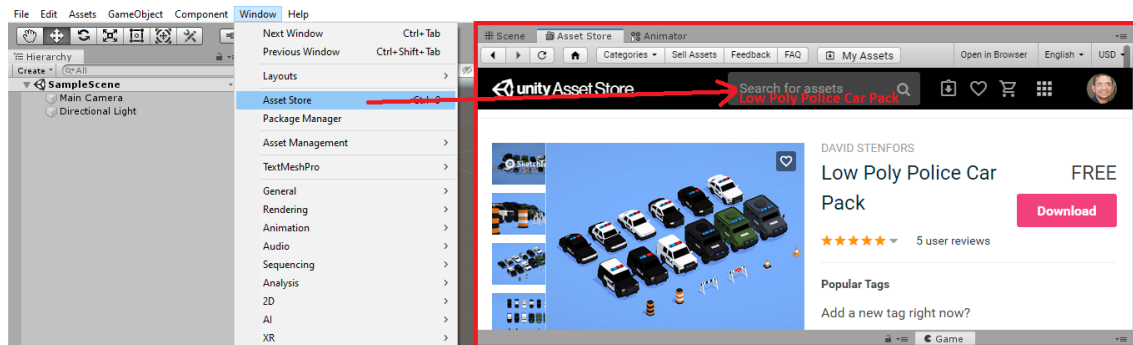 File Edit Assets GameObject Component Window Help
Hierarchy
Create All
SampleScene
Main Camera
Directional Light
Next Window Ctrl+Tab
Previous Window Ctrl+Shift+Tab
Layouts
Asset Store Ctrl+9
Package Manager
Asset Management
TextMeshPro
General
Rendering
Animation
Audio
Sequencing
Analysis
2D
AI
XR
Scene Asset Store Animator
Categories Sell Assets Feedback FAQ My Assets Open in Browser English USD
unity Asset Store Search for assets
Low Poly Police Car Pack
DAVID STENFORS
Low Poly Police Car
Pack
FREE
Download
5 user reviews
Popular Tags
Add a new tag right now?
Game